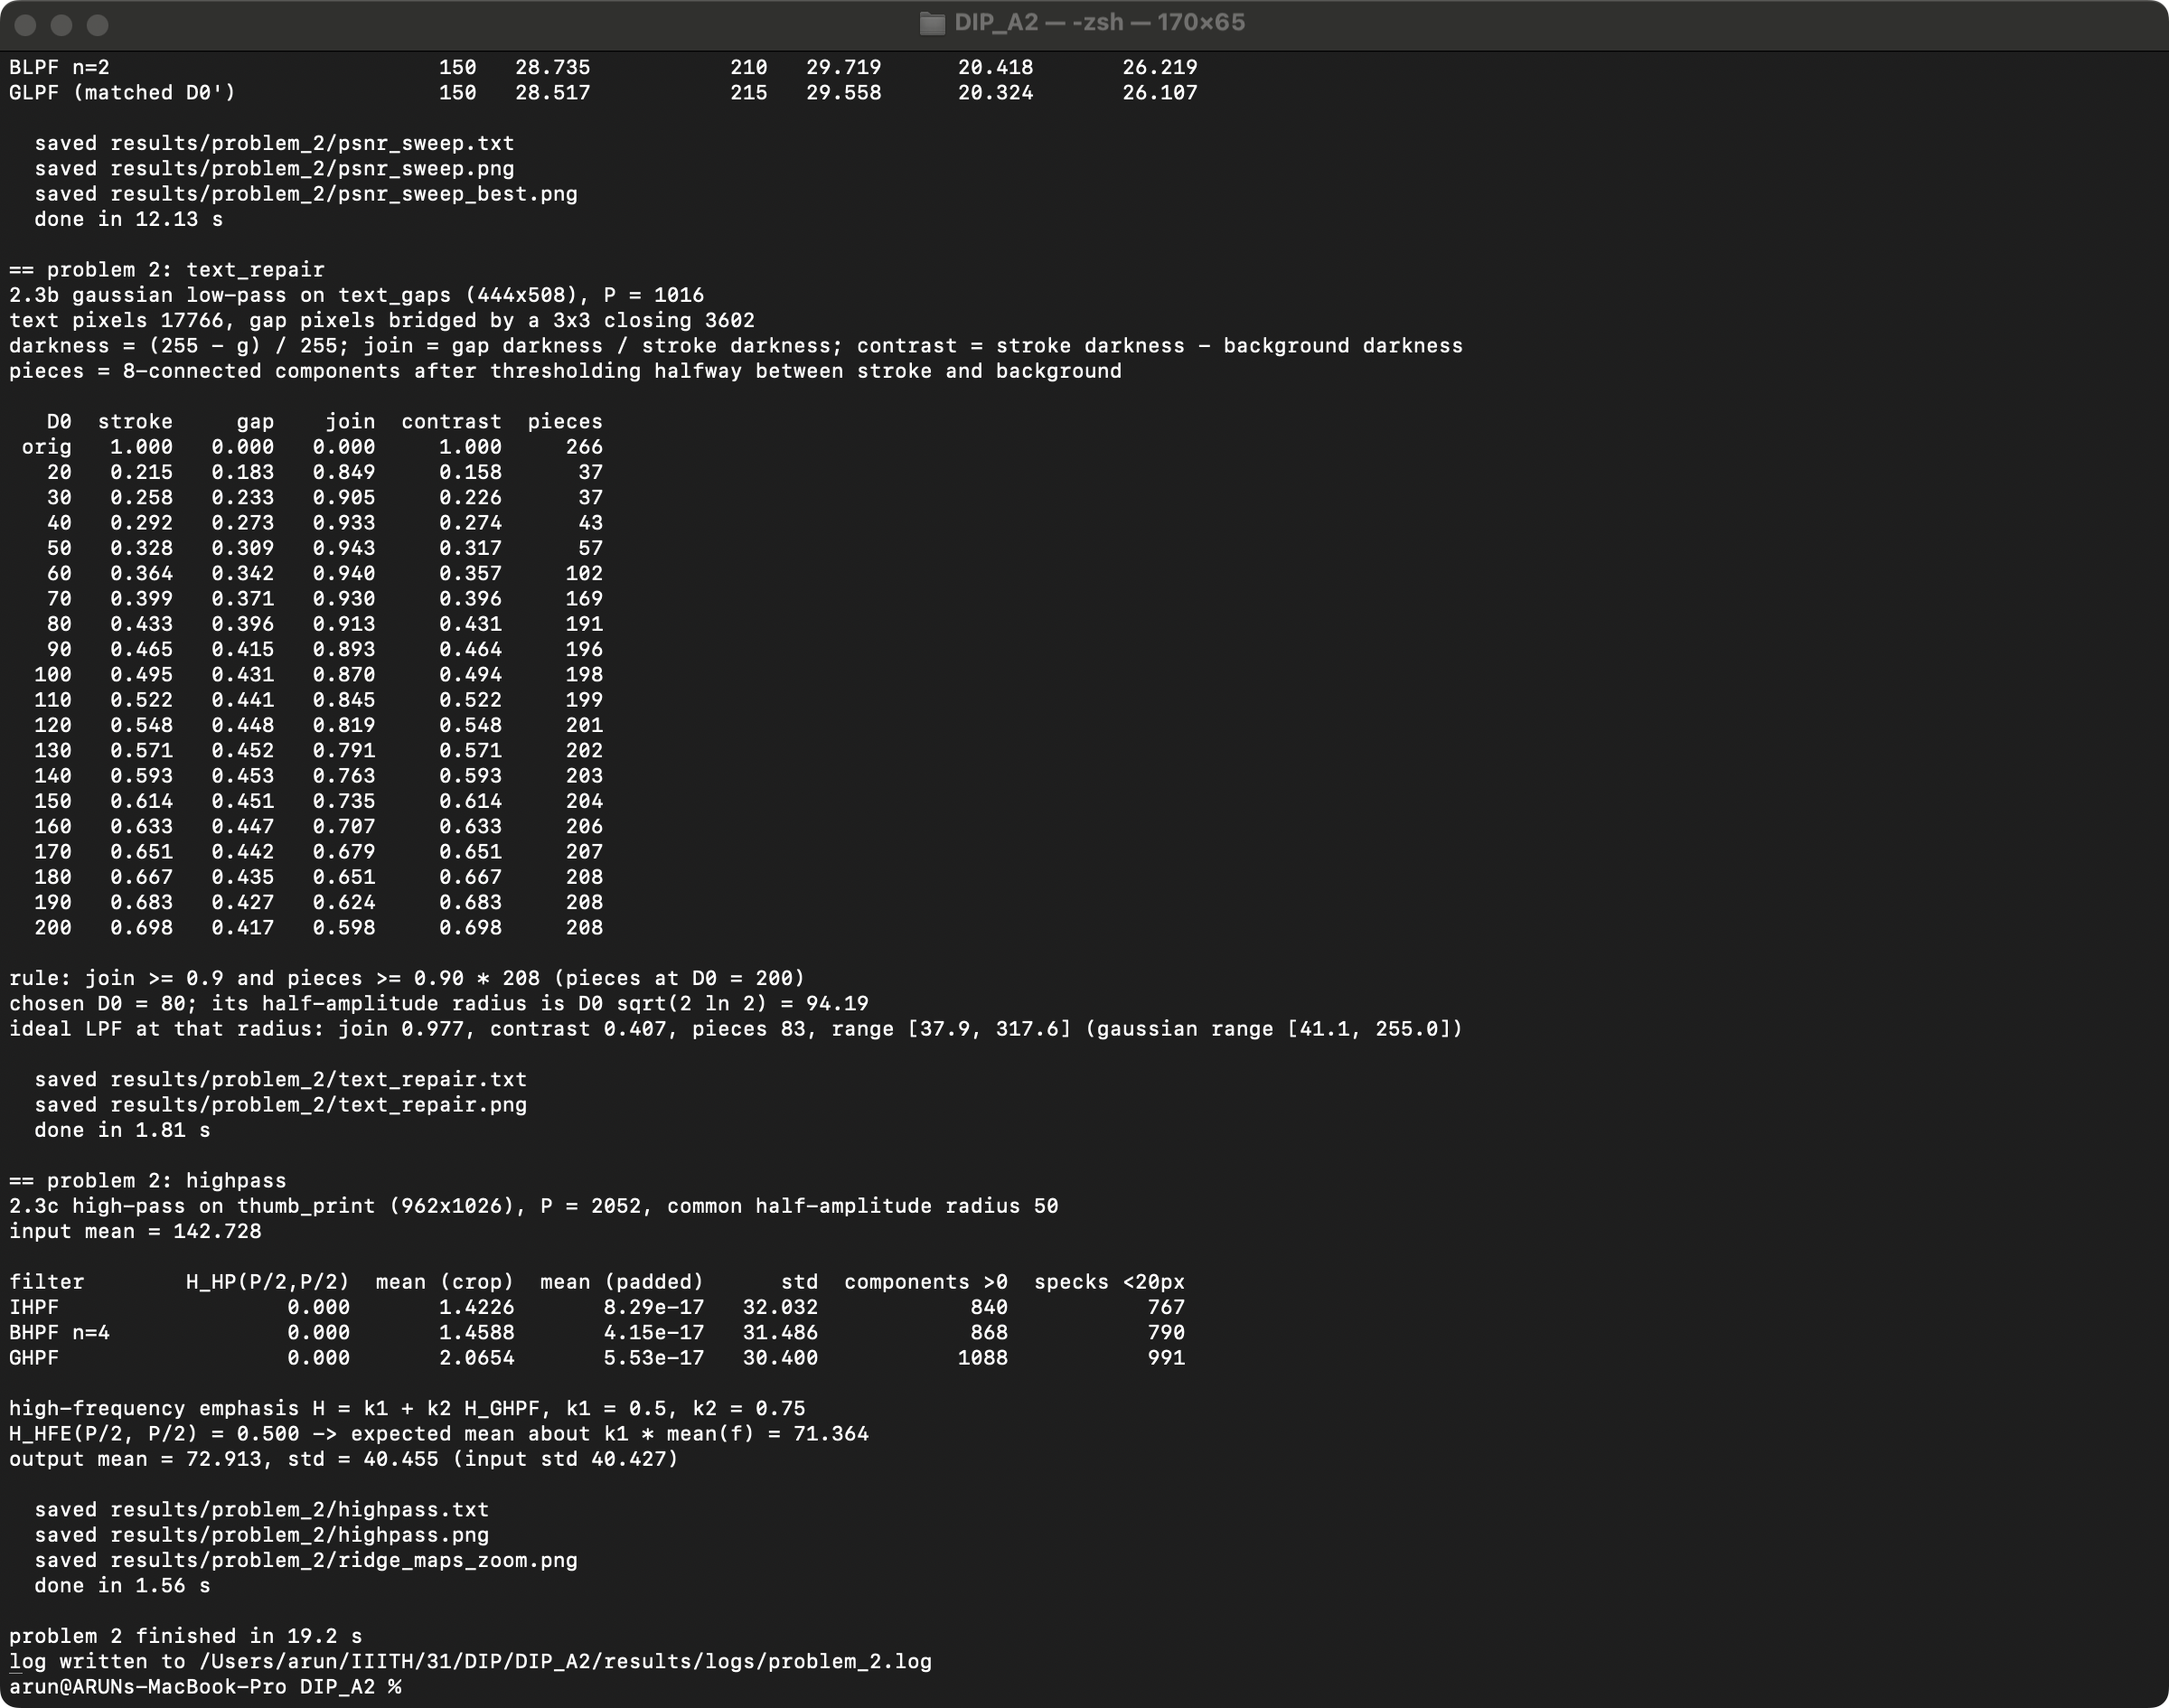 DIP_A2 — -zsh — 170×65
BLPF n=2                          150   28.735           210   29.719      20.418       26.219
GLPF (matched D0')                150   28.517           215   29.558      20.324       26.107

  saved results/problem_2/psnr_sweep.txt
  saved results/problem_2/psnr_sweep.png
  saved results/problem_2/psnr_sweep_best.png
  done in 12.13 s

== problem 2: text_repair
2.3b gaussian low-pass on text_gaps (444x508), P = 1016
text pixels 17766, gap pixels bridged by a 3x3 closing 3602
darkness = (255 - g) / 255; join = gap darkness / stroke darkness; contrast = stroke darkness - background darkness
pieces = 8-connected components after thresholding halfway between stroke and background

   D0  stroke     gap    join  contrast  pieces
 orig   1.000   0.000   0.000     1.000     266
   20   0.215   0.183   0.849     0.158      37
   30   0.258   0.233   0.905     0.226      37
   40   0.292   0.273   0.933     0.274      43
   50   0.328   0.309   0.943     0.317      57
   60   0.364   0.342   0.940     0.357     102
   70   0.399   0.371   0.930     0.396     169
   80   0.433   0.396   0.913     0.431     191
   90   0.465   0.415   0.893     0.464     196
  100   0.495   0.431   0.870     0.494     198
  110   0.522   0.441   0.845     0.522     199
  120   0.548   0.448   0.819     0.548     201
  130   0.571   0.452   0.791     0.571     202
  140   0.593   0.453   0.763     0.593     203
  150   0.614   0.451   0.735     0.614     204
  160   0.633   0.447   0.707     0.633     206
  170   0.651   0.442   0.679     0.651     207
  180   0.667   0.435   0.651     0.667     208
  190   0.683   0.427   0.624     0.683     208
  200   0.698   0.417   0.598     0.698     208

rule: join >= 0.9 and pieces >= 0.90 * 208 (pieces at D0 = 200)
chosen D0 = 80; its half-amplitude radius is D0 sqrt(2 ln 2) = 94.19
ideal LPF at that radius: join 0.977, contrast 0.407, pieces 83, range [37.9, 317.6] (gaussian range [41.1, 255.0])

  saved results/problem_2/text_repair.txt
  saved results/problem_2/text_repair.png
  done in 1.81 s

== problem 2: highpass
2.3c high-pass on thumb_print (962x1026), P = 2052, common half-amplitude radius 50
input mean = 142.728

filter        H_HP(P/2,P/2)  mean (crop)  mean (padded)      std  components >0  specks <20px
IHPF                  0.000       1.4226       8.29e-17   32.032            840           767
BHPF n=4              0.000       1.4588       4.15e-17   31.486            868           790
GHPF                  0.000       2.0654       5.53e-17   30.400           1088           991

high-frequency emphasis H = k1 + k2 H_GHPF, k1 = 0.5, k2 = 0.75
H_HFE(P/2, P/2) = 0.500 -> expected mean about k1 * mean(f) = 71.364
output mean = 72.913, std = 40.455 (input std 40.427)

  saved results/problem_2/highpass.txt
  saved results/problem_2/highpass.png
  saved results/problem_2/ridge_maps_zoom.png
  done in 1.56 s

problem 2 finished in 19.2 s
log written to /Users/arun/IIITH/31/DIP/DIP_A2/results/logs/problem_2.log
arun@ARUNs-MacBook-Pro DIP_A2 %